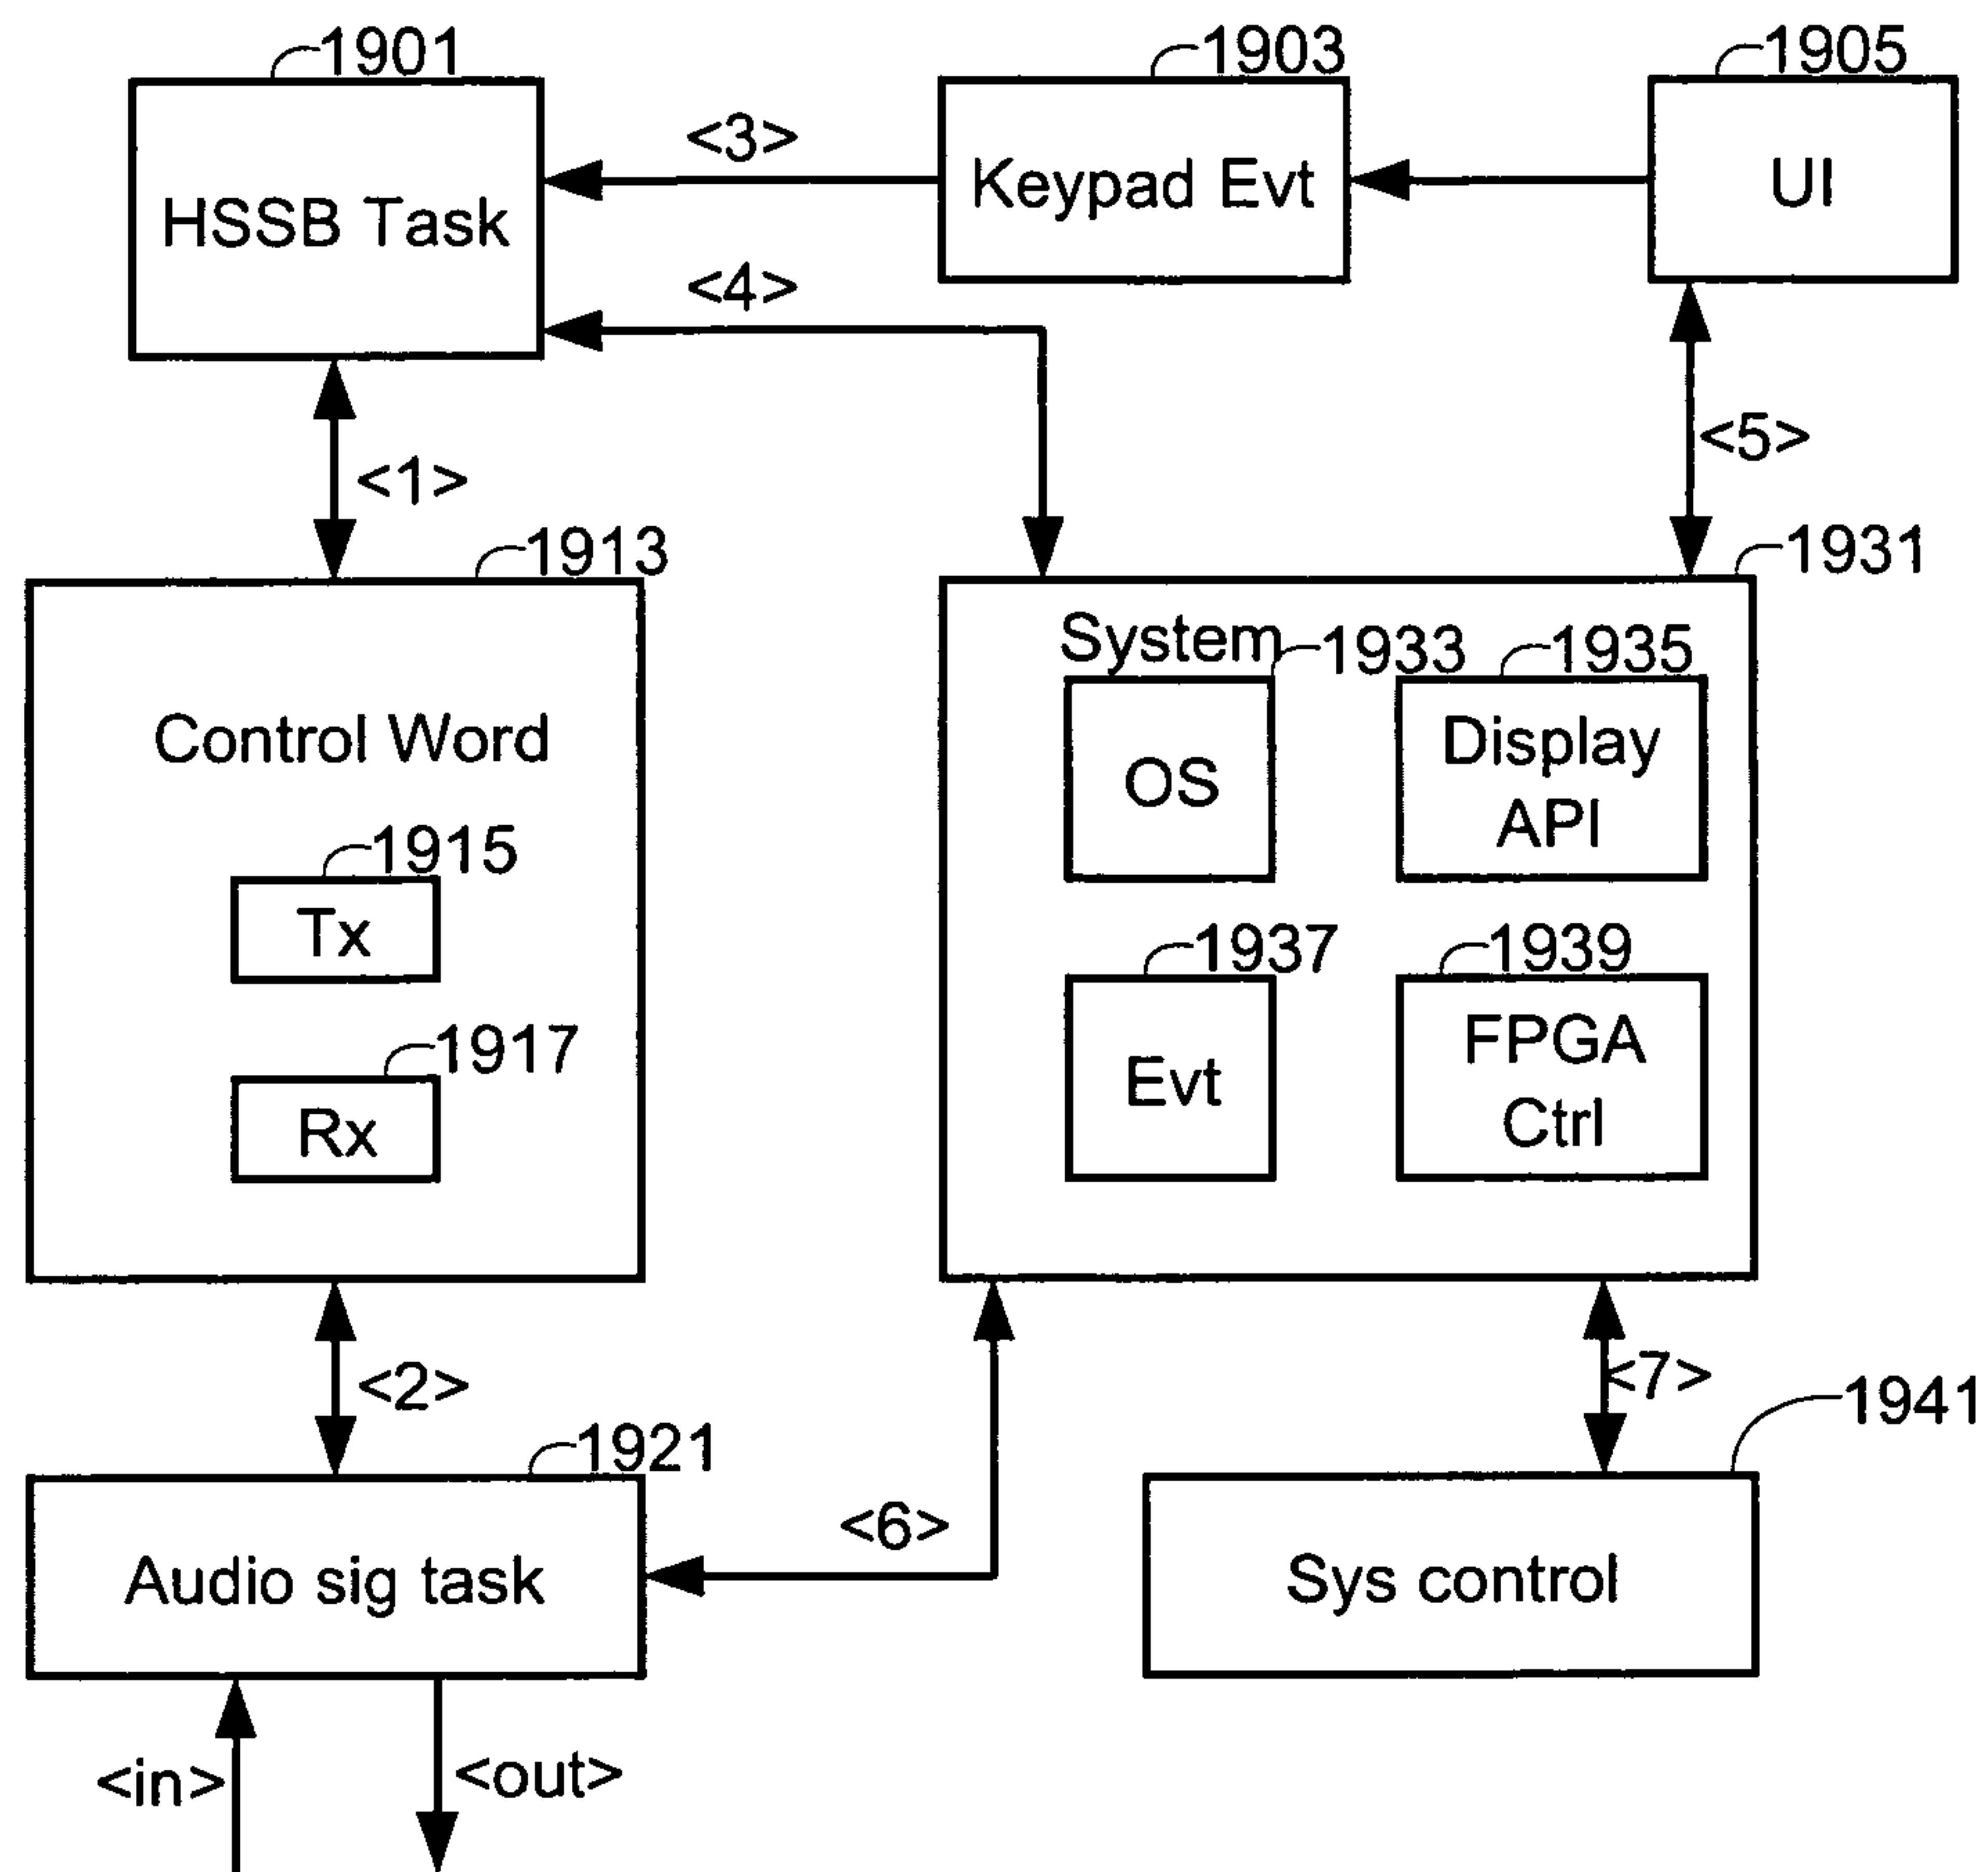 1901
1903
1905
HSSB Task
<3>
Keypad Evt
UI
<4>
<1>
<5>
1913
1931
Control Word
System
1933
1935
OS
Display
API
1915
Tx
1937
1939
Evt
FPGA
Ctrl
1917
Rx
<2>
<7>
1941
1921
<6>
Audio sig task
Sys control
<in>
<out>